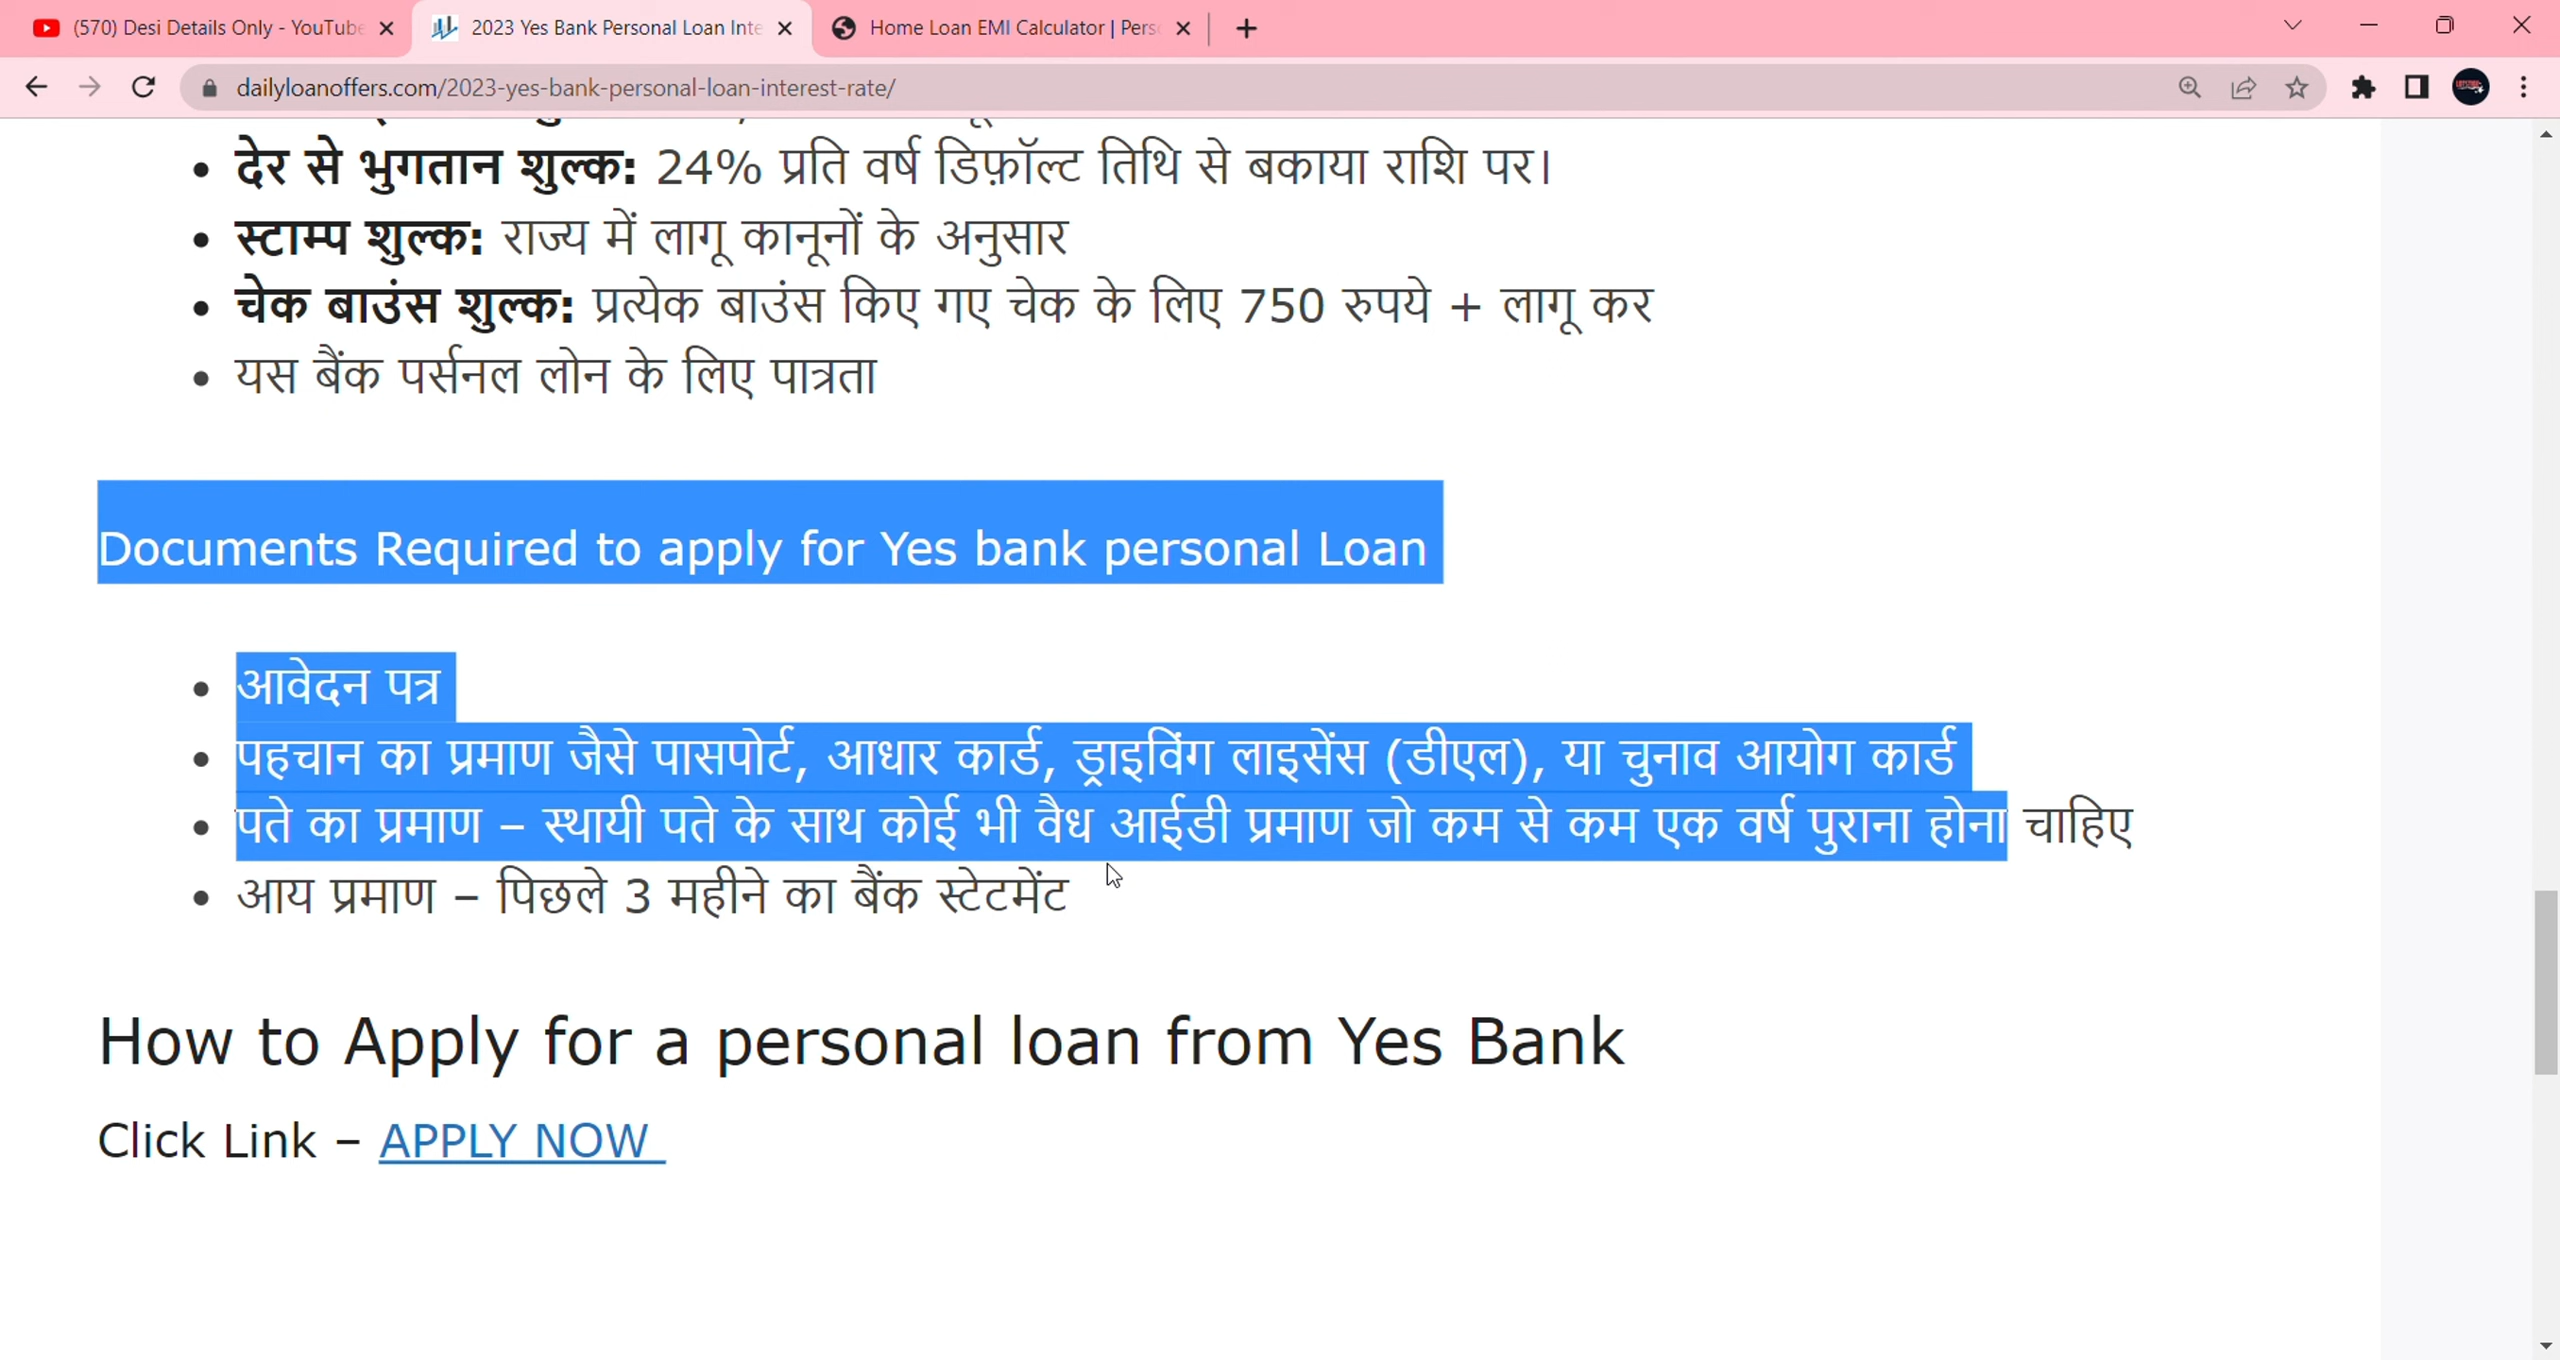 (570) Desi Details Only - YouTube
2023 Yes Bank Personal Loan Inte
Home Loan EMI Calculator | Pers
dailyloanoffers.com/2023-yes-bank-personal-loan-interest-rate/
• देर से भुगतान शुल्क: 24% प्रति वर्ष डिफ़ॉल्ट तिथि से बकाया राशि पर।
• स्टाम्प शुल्क: राज्य में लागू कानूनों के अनुसार
• चेक बाउंस शुल्क: प्रत्येक बाउंस किए गए चेक के लिए 750 रुपये + लागू कर
• यस बैंक पर्सनल लोन के लिए पात्रता
Documents Required to apply for Yes bank personal Loan
• आवेदन पत्र
• पहचान का प्रमाण जैसे पासपोर्ट, आधार कार्ड, ड्राइविंग लाइसेंस (डीएल), या चुनाव आयोग कार्ड
• पते का प्रमाण – स्थायी पते के साथ कोई भी वैध आईडी प्रमाण जो कम से कम एक वर्ष पुराना होना चाहिए
• आय प्रमाण – पिछले 3 महीने का बैंक स्टेटमेंट
How to Apply for a personal loan from Yes Bank
Click Link – APPLY NOW